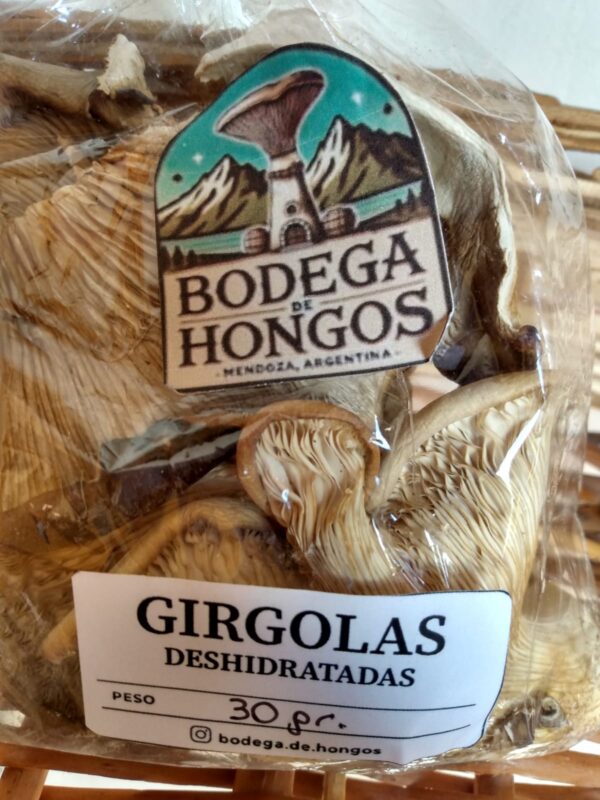 BODEGA
DE
HONGOS
- MENDOZA, ARGENTINA -
GIRGOLAS
DESHIDRATADAS
PESO 30 gr.
bodega.de.hongos